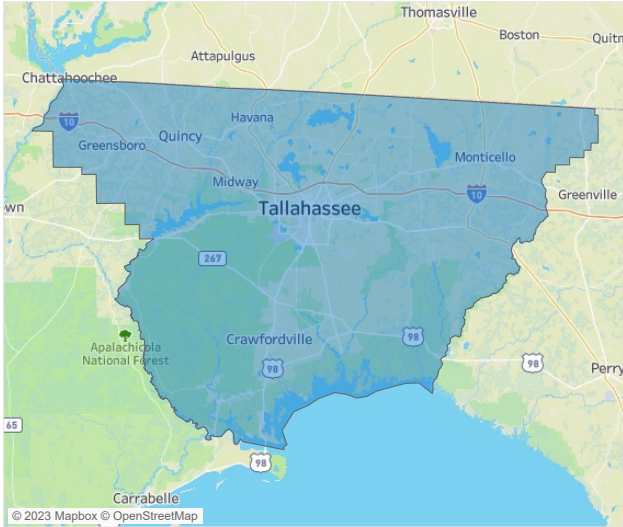 Thomasville
Boston
Quitn
Attapulgus
Chattahoochee
10
Havana
Quincy
Greensboro
Monticello
Midway
10
Greenville
own
Tallahassee
267
Crawfordville
98
Apalachicola
National Forest
98
98
Perry
65
98
Carrabelle
© 2023 Mapbox © OpenStreetMap